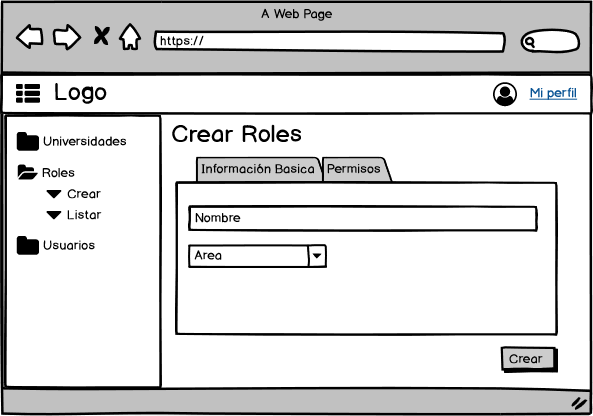 A Web Page
https://
Logo
Mi perfil
Universidades
Roles
Crear
Listar
Usuarios
Crear Roles
Información Basica
Permisos
Nombre
Area
Crear